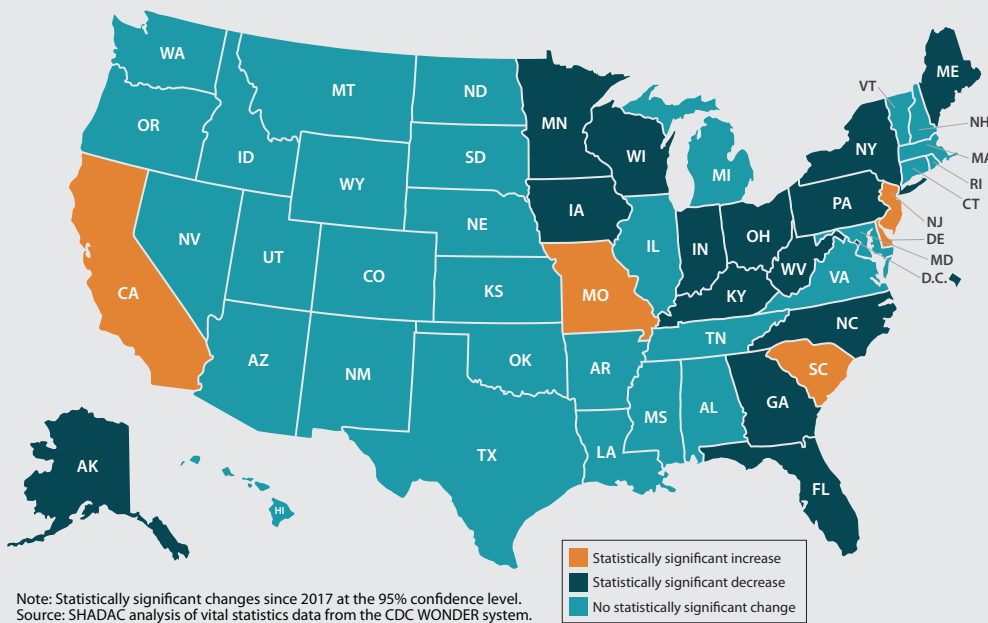 WA
OR
CA
ID
NV
MT
WY
UT
AZ
CO
NM
ND
SD
NE
KS
OK
TX
MN
IA
MO
AR
LA
WI
IL
MI
IN
OH
KY
TN
MS
AL
GA
FL
SC
NC
VA
WV
PA
NY
ME
VT
NH
MA
RI
CT
NJ
DE
MD
D.C.
AK
HI
Statistically significant increase
Statistically significant decrease
No statistically significant change
Note: Statistically significant changes since 2017 at the 95% confidence level.
Source: SHADAC analysis of vital statistics data from the CDC WONDER system.